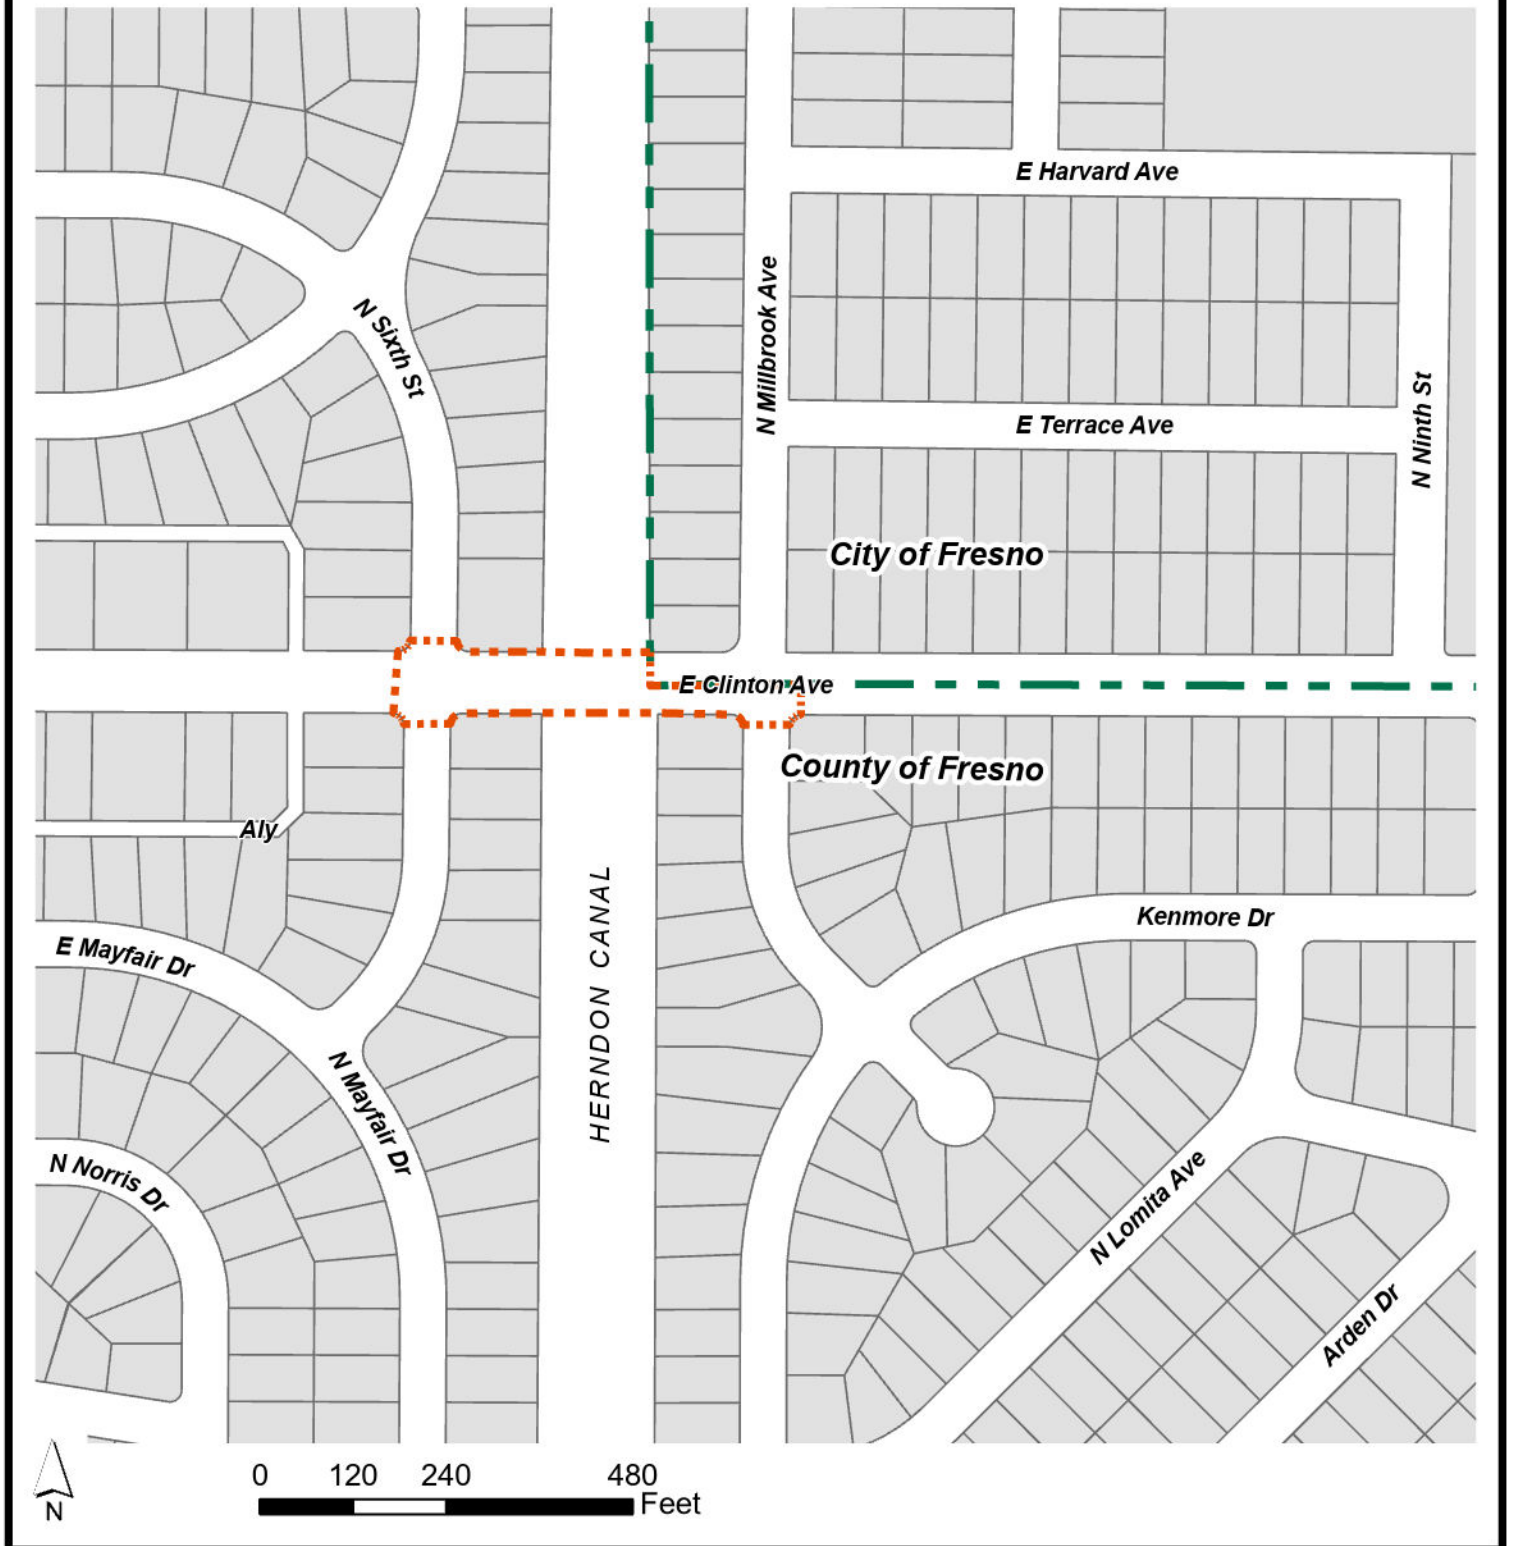 E Harvard Ave
N Millbrook Ave
N Sixth St
N Ninth St
E Terrace Ave
City of Fresno
E Clinton Ave
County of Fresno
Aly
HERNDON CANAL
Kenmore Dr
E Mayfair Dr
N Mayfair Dr
N Norris Dr
N Lomita Ave
Arden Dr
0 120 240 480
Feet
N